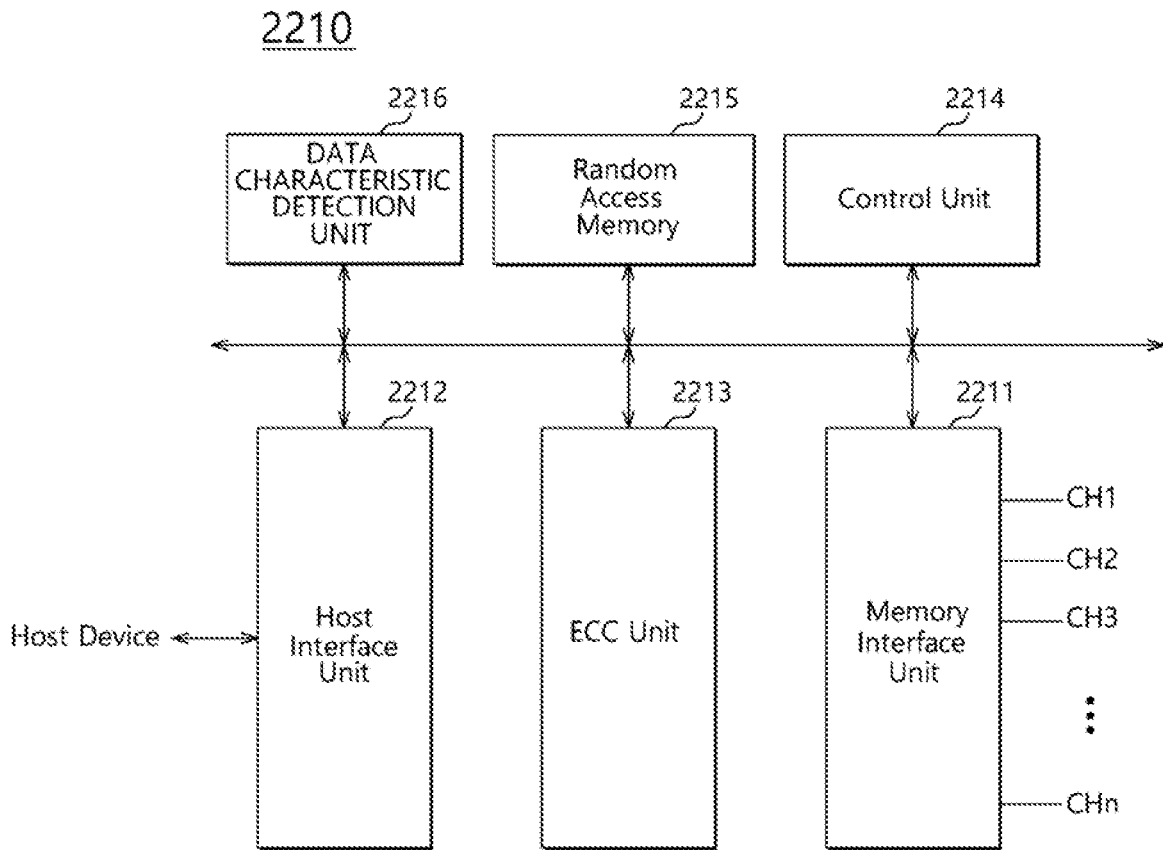 2210
2216
2215
2214
DATA
CHARACTERISTIC
DETECTION
UNIT
Random
Access
Memory
Control Unit
2212
2213
2211
CH1
CH2
CH3
CHn
Host Device
Host
Interface
Unit
ECC Unit
Memory
Interface
Unit